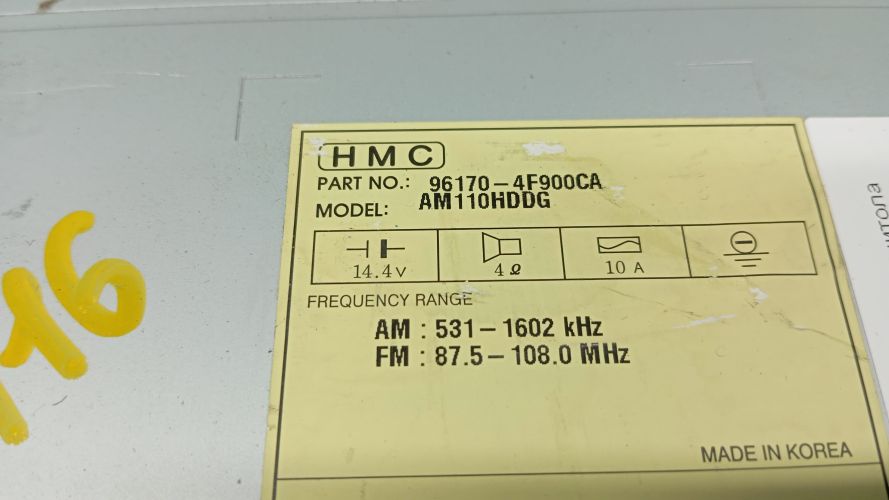 HMC
PART NO.: 96170-4F900CA
MODEL: AM110HDDG
14.4V 4Ω 10 A
FREQUENCY RANGE
AM : 531-1602 kHz
FM : 87.5-108.0 MHz
MADE IN KOREA